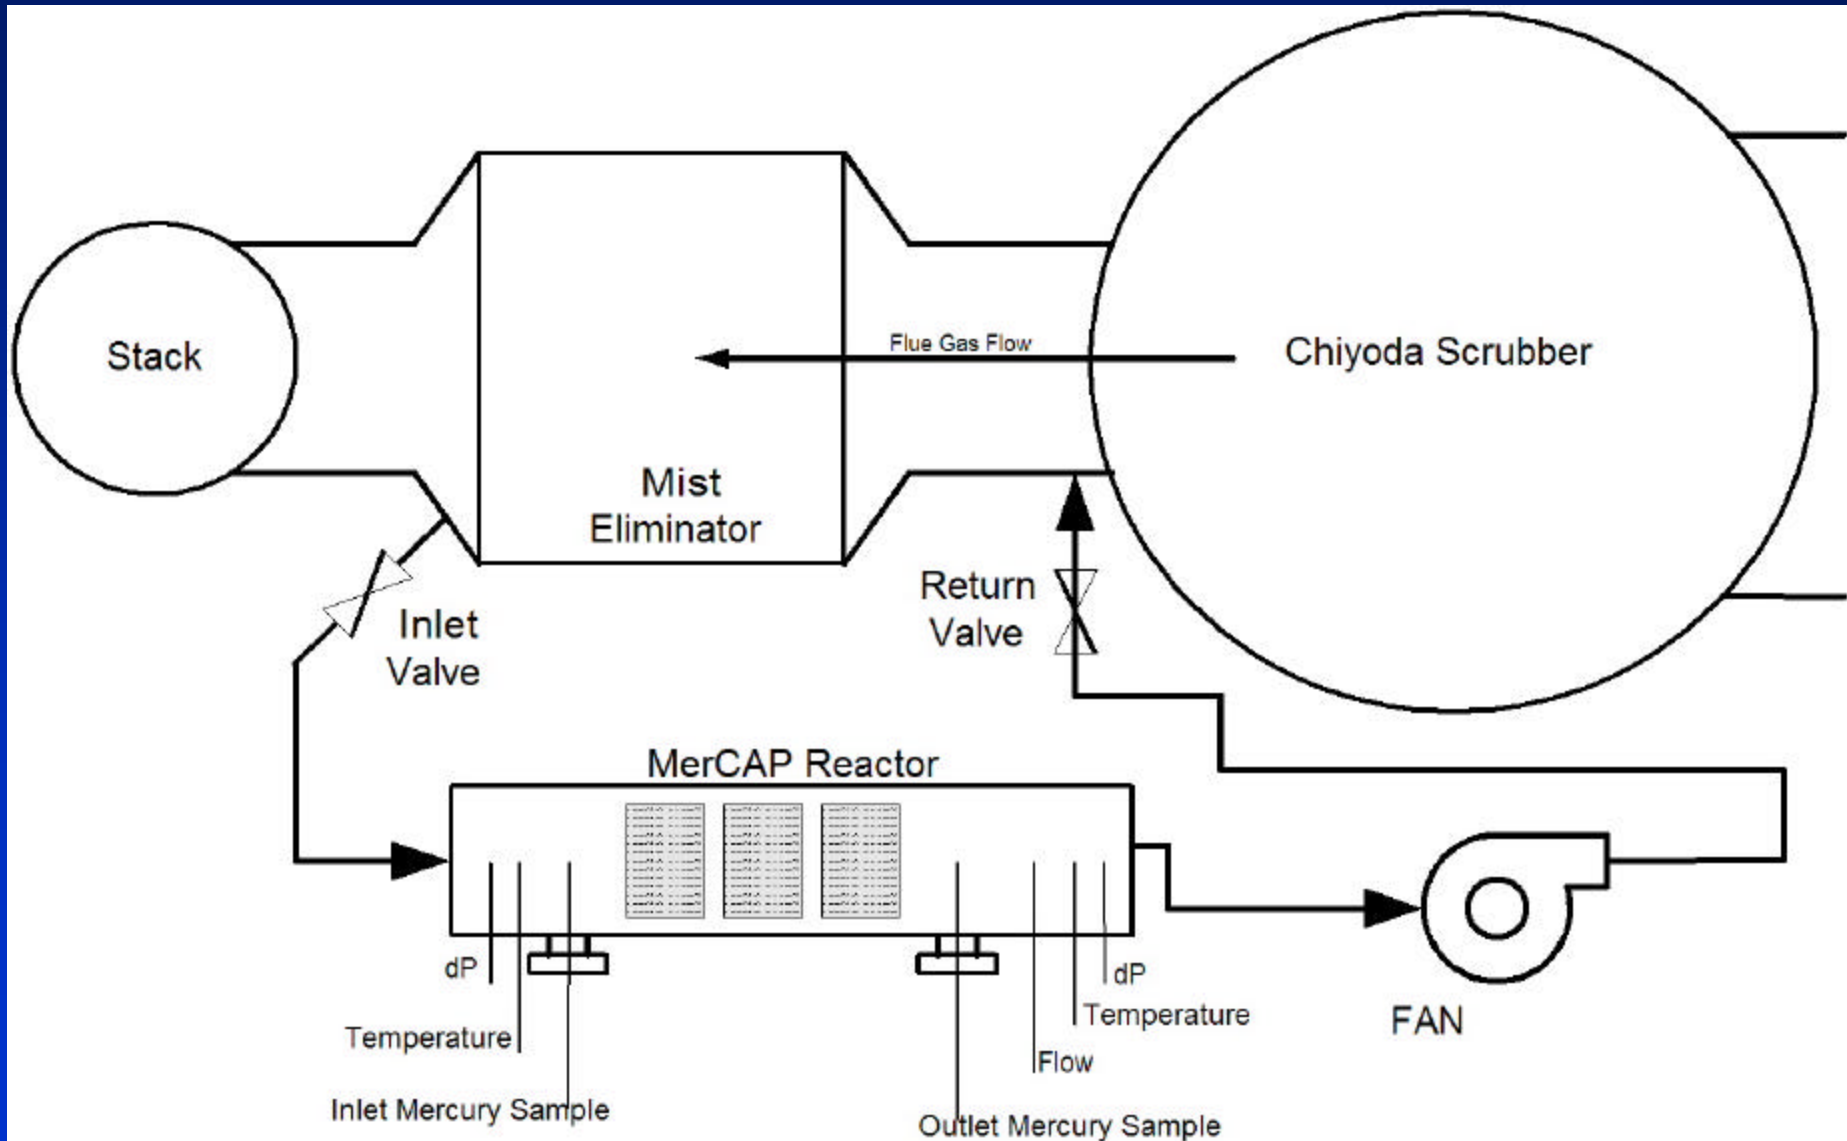 Flue Gas Flow
Stack
Chiyoda Scrubber
Mist
Eliminator
Return
Valve
Inlet
Valve
MerCAP Reactor
dP
dP
Temperature
Temperature
FAN
Flow
Inlet Mercury Sample
Outlet Mercury Sample